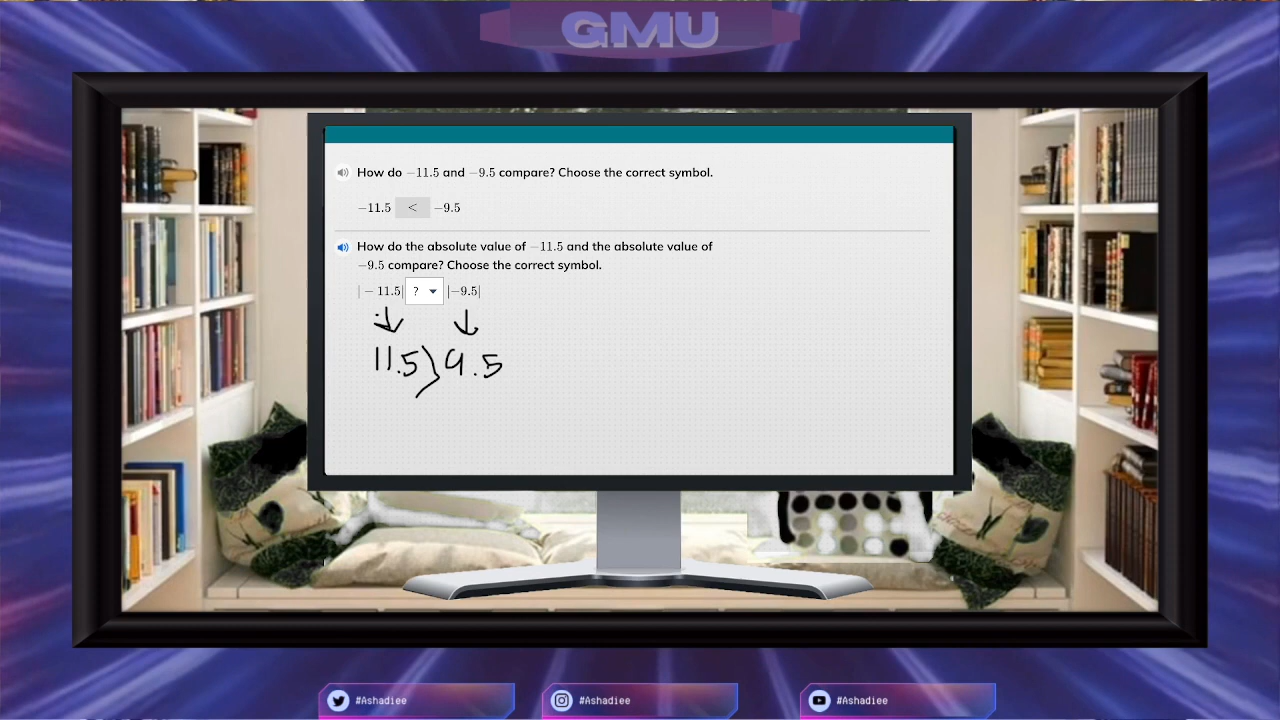 GMU
How do −11.5 and −9.5 compare? Choose the correct symbol.
−11.5 < −9.5
How do the absolute value of −11.5 and the absolute value of
−9.5 compare? Choose the correct symbol.
|−11.5| ? |−9.5|
11.5 > 9.5
#Ashadiee
#Ashadiee
#Ashadiee